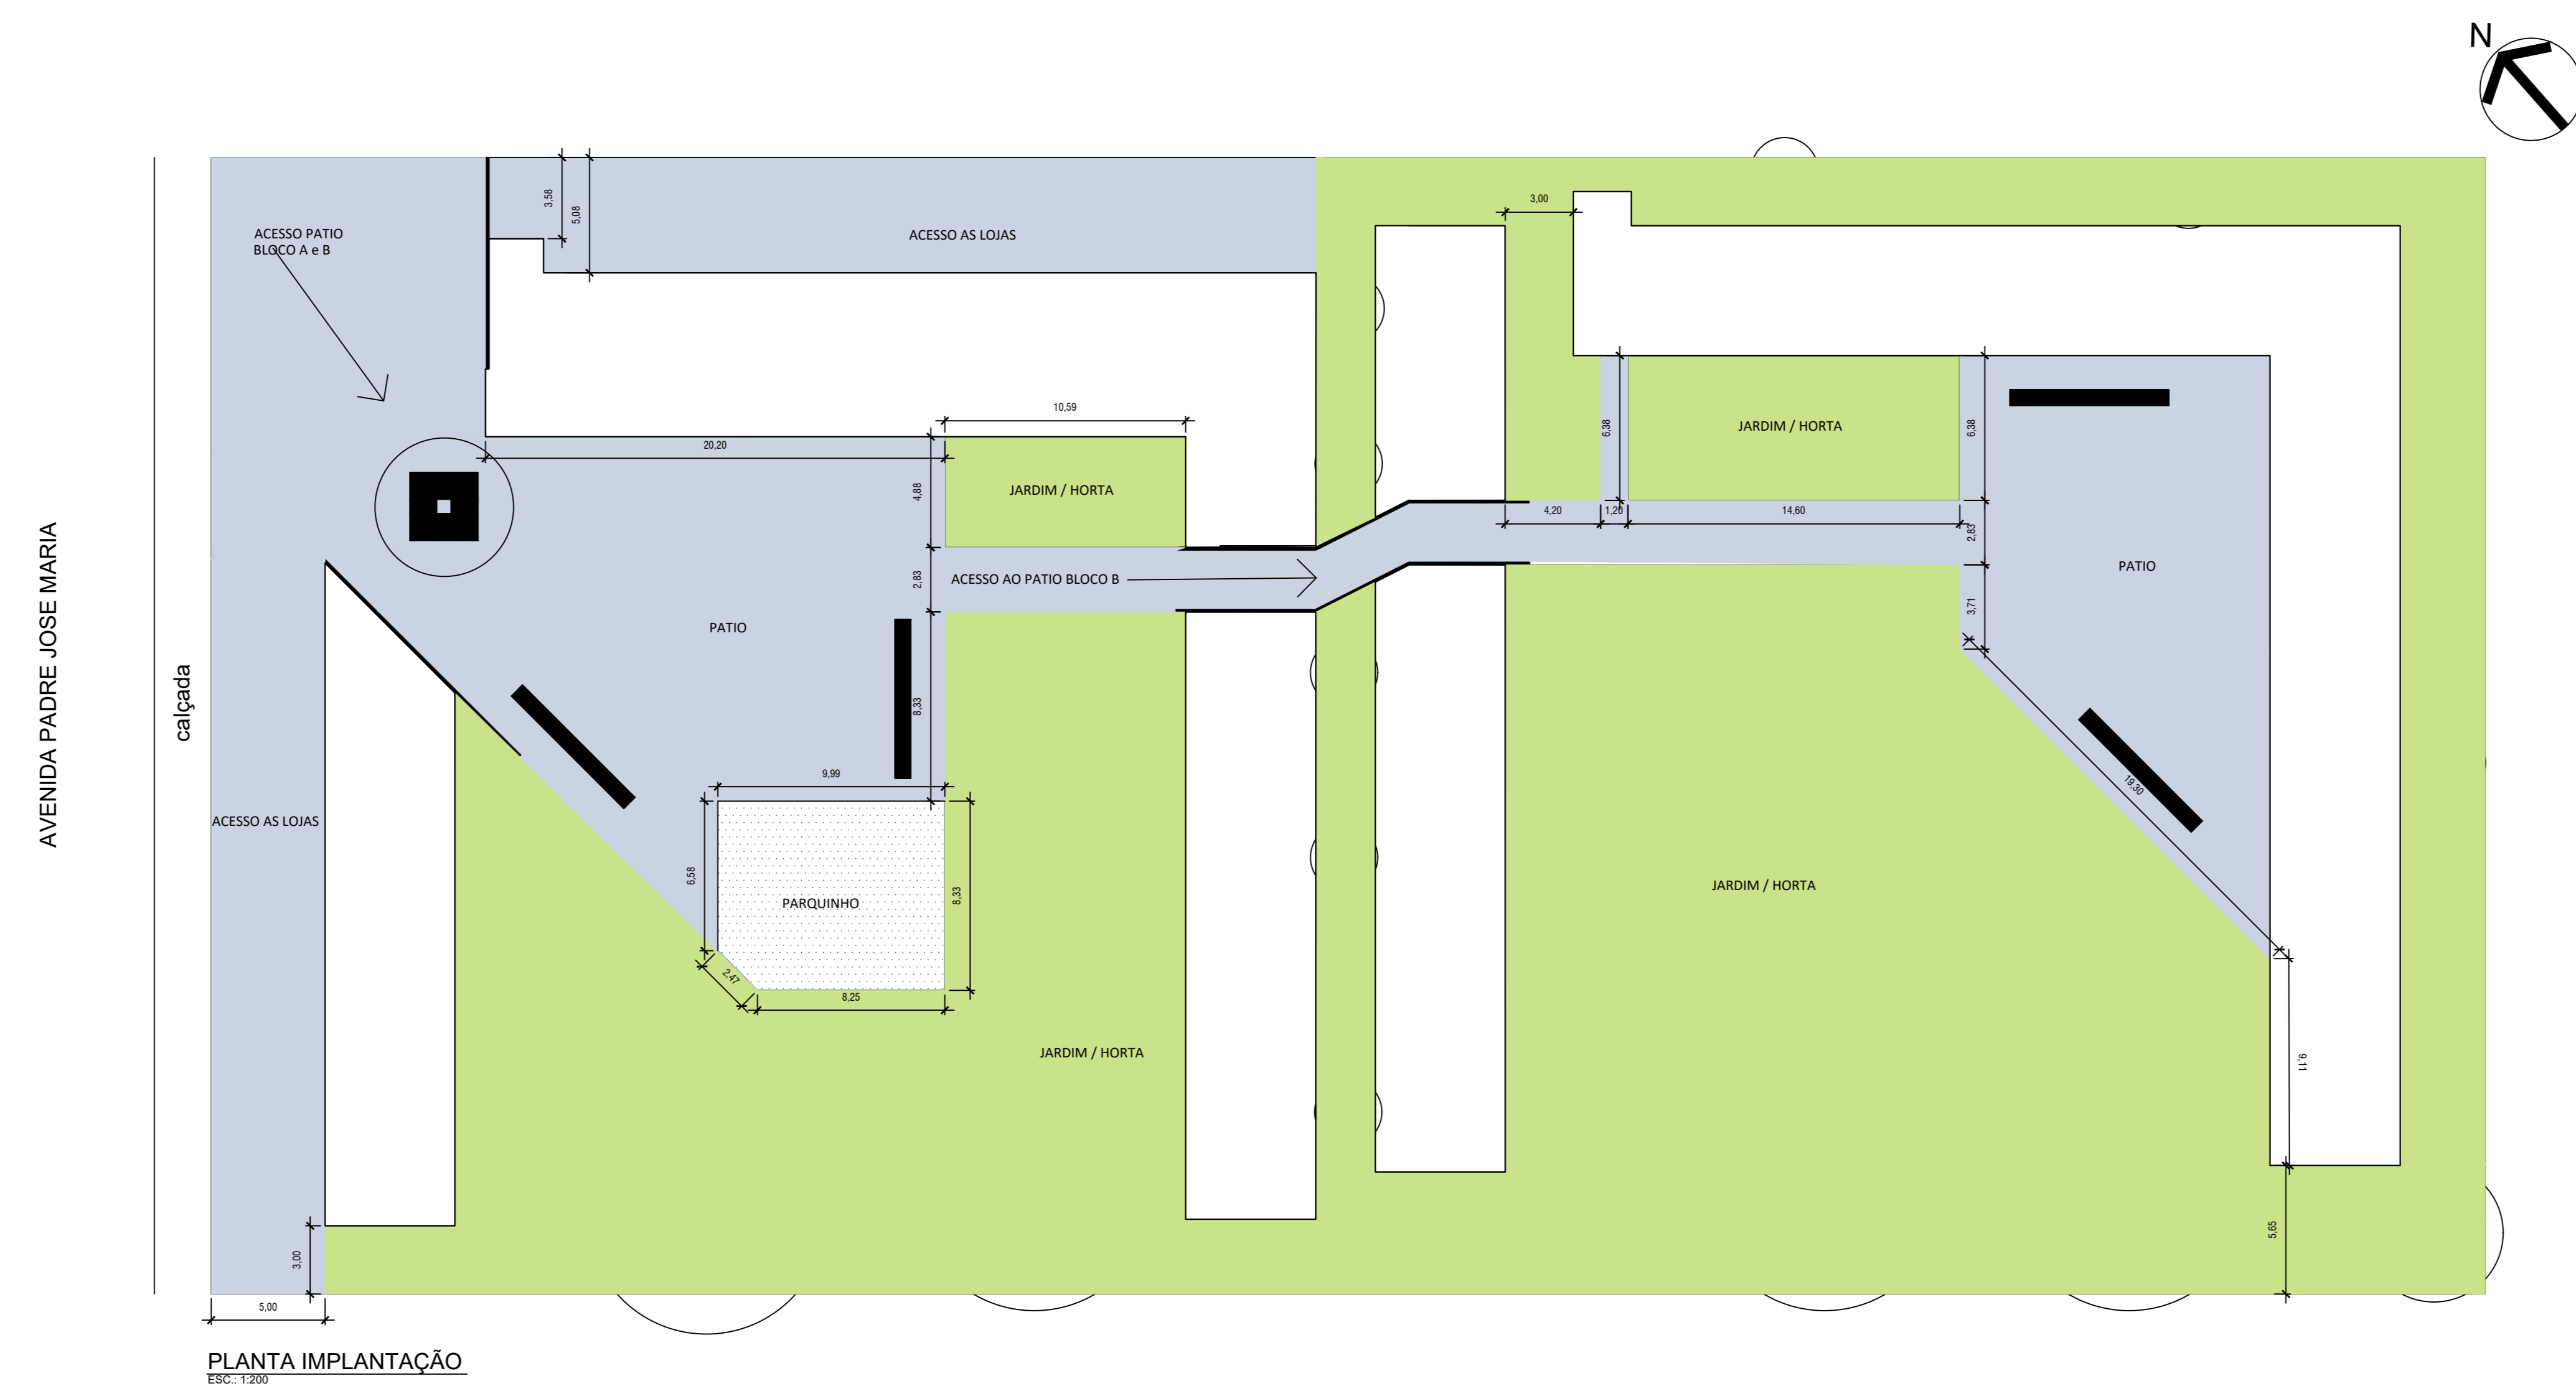 N
ACESSO PATIO
BLOCO A e B
3,58
5,08
ACESSO AS LOJAS
3,00
10,59
20,20
4,88
JARDIM / HORTA
6,38
JARDIM / HORTA
6,38
4,20
1,20
14,60
2,83
2,83
ACESSO AO PATIO BLOCO B
PATIO
PATIO
3,71
8,33
AVENIDA PADRE JOSE MARIA
calçada
ACESSO AS LOJAS
9,99
6,58
PARQUINHO
8,33
2,47
8,25
19,30
JARDIM / HORTA
JARDIM / HORTA
9,11
5,65
3,00
5,00
PLANTA IMPLANTAÇÃO
ESC.: 1:200